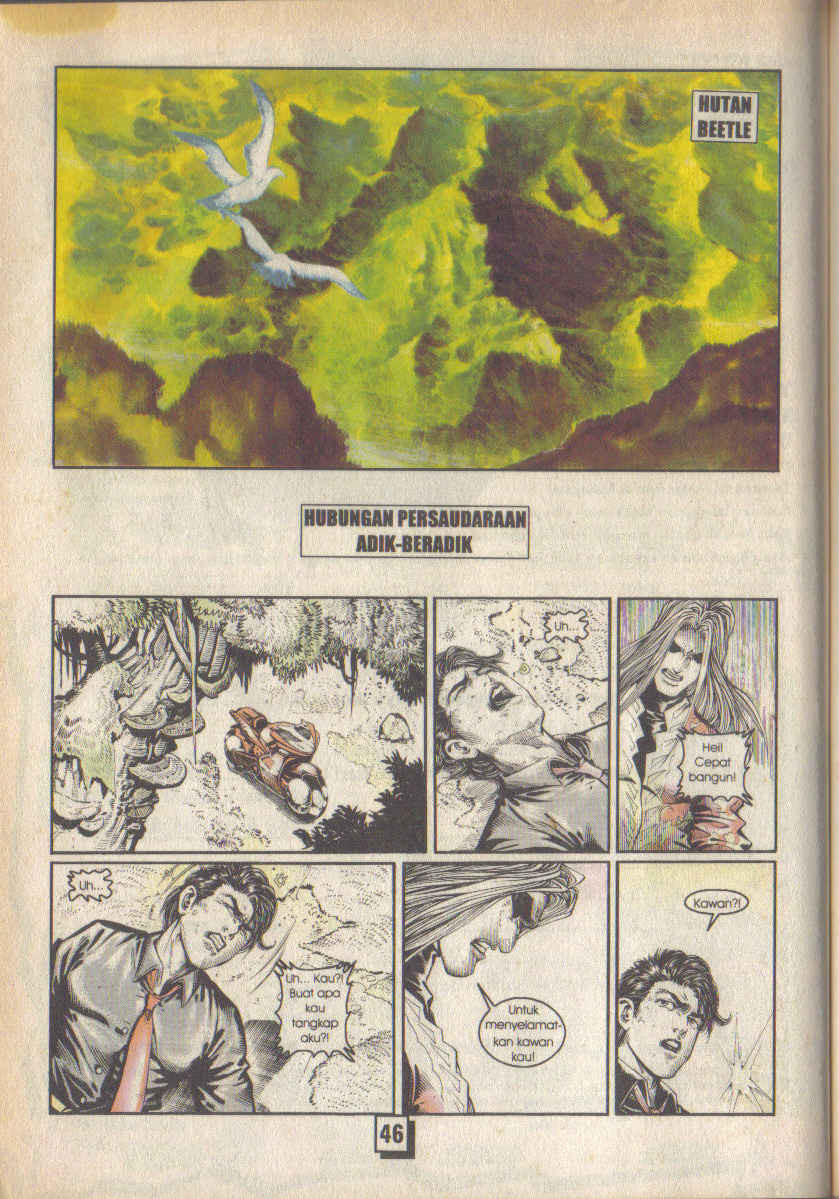 HUTAN
BEETLE
HUBUNGAN PERSAUDARAAN
ADIK-BERADIK
Uh...
Hei!
Cepat
bangun!
Uh...
Uh... Kau?!
Buat apa
kau
tangkap
aku?!
Untuk
menyelamat-
kan kawan
kau!
Kawan?!
46